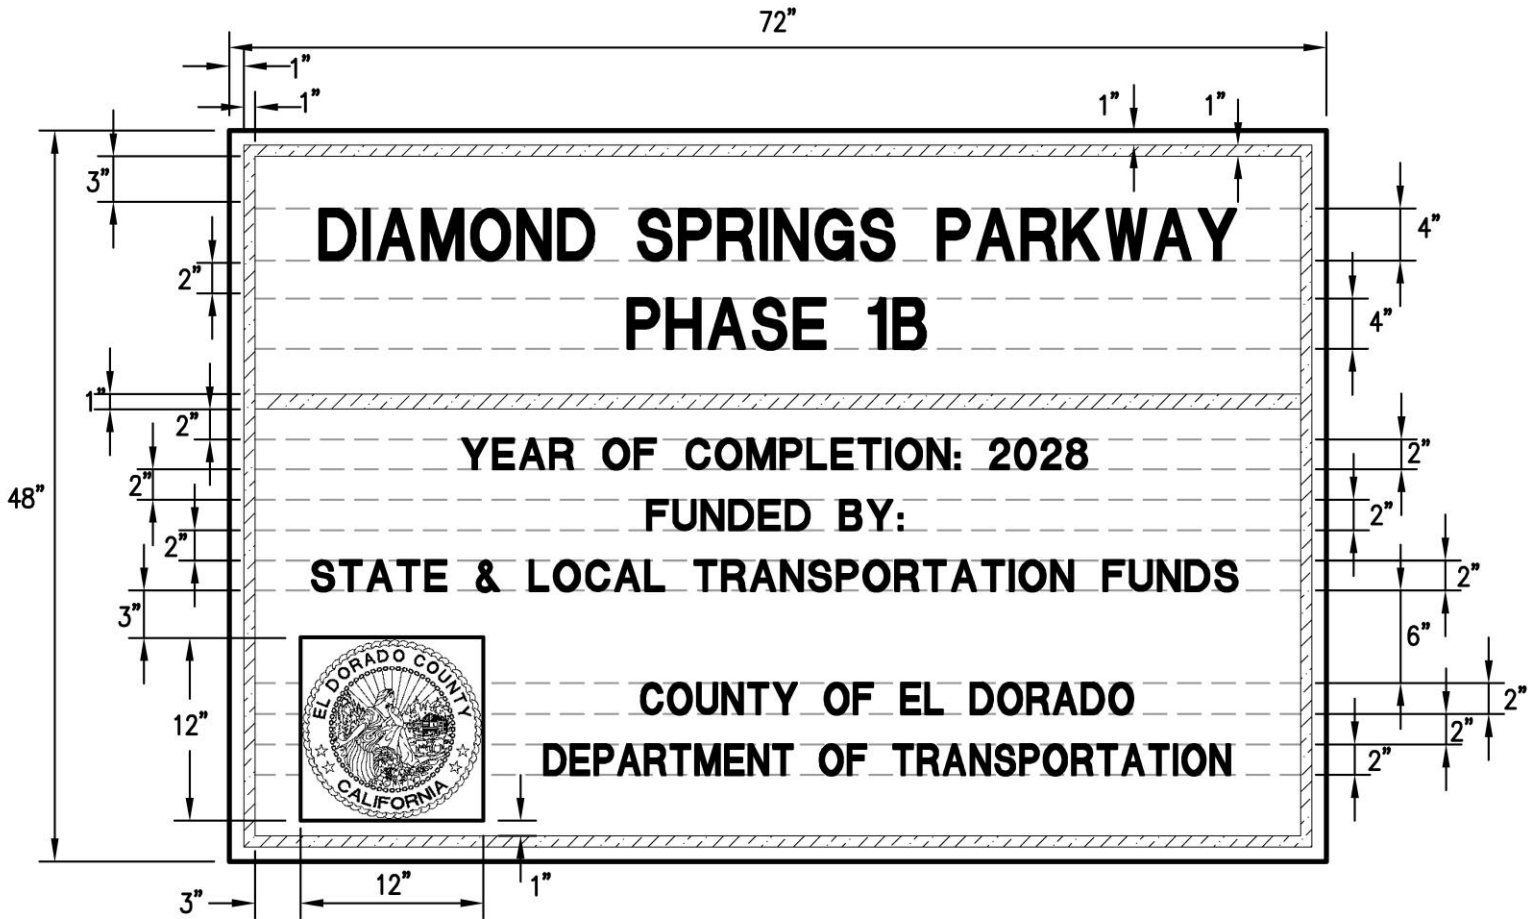 72”
1”
1”
1”
1”
3”
4”
DIAMOND SPRINGS PARKWAY
2”
4”
PHASE 1B
1”
2”
2”
YEAR OF COMPLETION: 2028
48”
2”
2”
FUNDED BY:
2”
2”
STATE & LOCAL TRANSPORTATION FUNDS
3”
6”
EL DORADO COUNTY
CALIFORNIA
12”
2”
COUNTY OF EL DORADO
2”
DEPARTMENT OF TRANSPORTATION
2”
3”
12”
1”